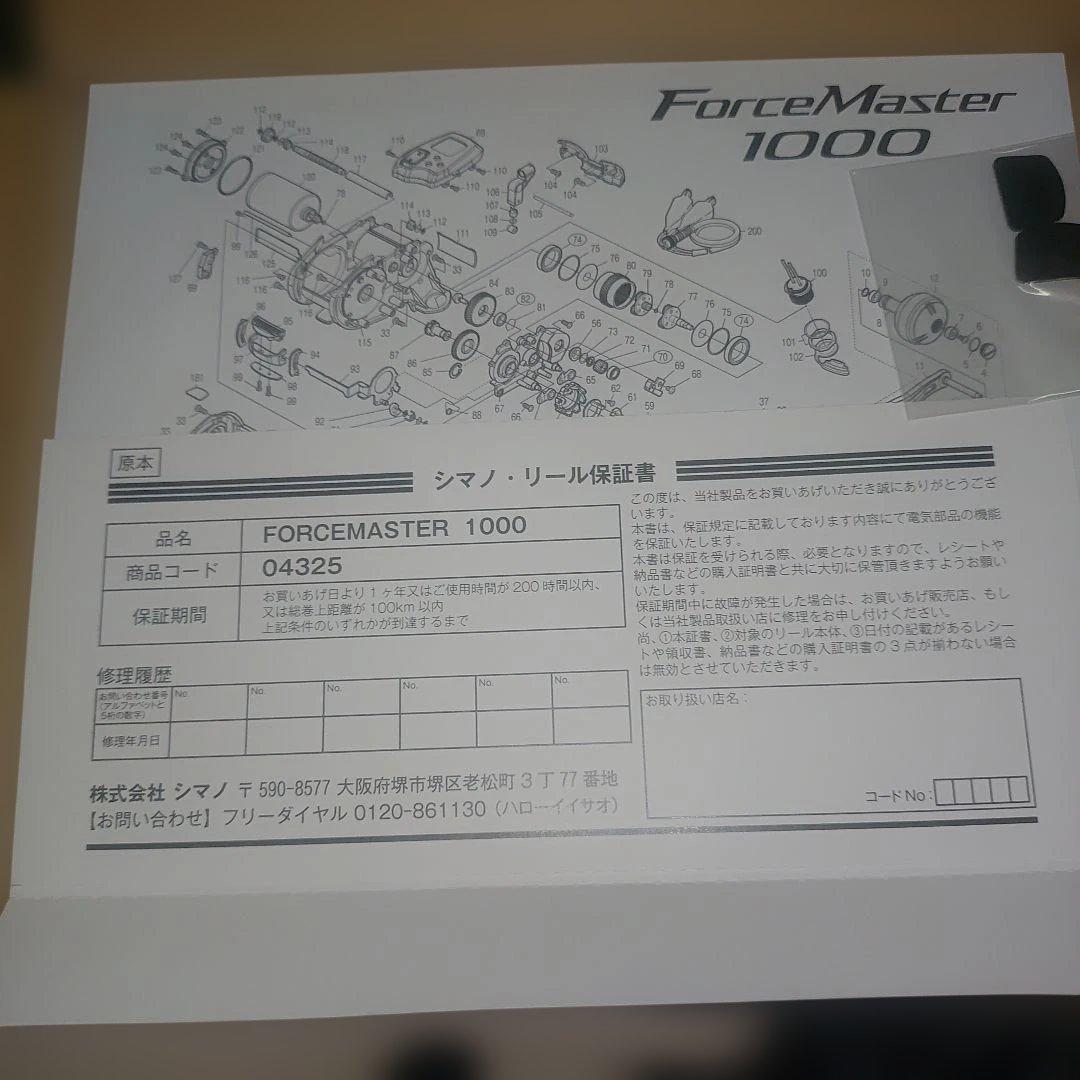 ForceMaster
1000
原本
シマノ・リール保証書
品名 FORCEMASTER 1000
商品コード 04325
保証期間 お買いあげ日より1ヶ年又はご使用時間が200時間以内、
又は総巻上距離が100km以内
上記条件のいずれかが到達するまで
この度は、当社製品をお買いあげいただき誠にありがとうござ
います。
本書は、保証規定に記載しております内容にて電気部品の機能
を保証いたします。
本書は保証を受けられる際、必要となりますので、レシートや
納品書などの購入証明書と共に大切に保管頂きますようお願い
いたします。
保証期間中に故障が発生した場合は、お買いあげ販売店、もし
くは当社製品取扱い店に修理をお申し付けください。
尚、①本証書、②対象のリール本体、③日付の記載があるレシー
トや領収書、納品書などの購入証明書の3点が揃わない場合
は無効とさせていただきます。
修理履歴
お問い合わせ番号
(アルファベットと
5桁の数字)
No. No. No. No. No. No.
修理年月日
お取り扱い店名：
コードNo：
株式会社 シマノ 〒590-8577 大阪府堺市堺区老松町3丁77番地
【お問い合わせ】フリーダイヤル 0120-861130（ハローイイサオ）